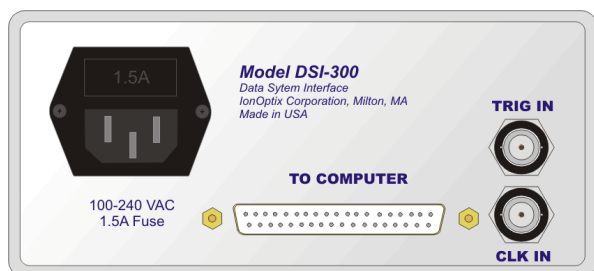 1.5A
Model DSI-300
Data Sytem Interface
IonOptix Corporation, Milton, MA
Made in USA
TRIG IN
TO COMPUTER
100-240 VAC
1.5A Fuse
CLK IN